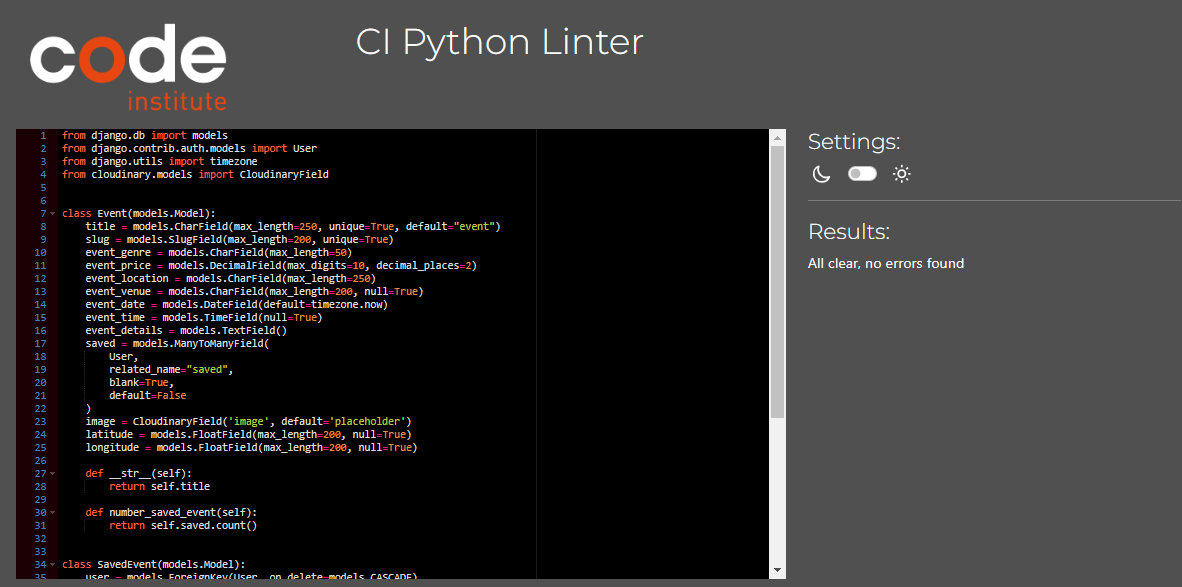 code
institute
CI Python Linter
1 from django.db import models
2 from django.contrib.auth.models import User
3 from django.utils import timezone
4 from cloudinary.models import CloudinaryField
5
6
7 class Event(models.Model):
8     title = models.CharField(max_length=250, unique=True, default="event")
9     slug = models.SlugField(max_length=200, unique=True)
10     event_genre = models.CharField(max_length=50)
11     event_price = models.DecimalField(max_digits=10, decimal_places=2)
12     event_location = models.CharField(max_length=250)
13     event_venue = models.CharField(max_length=200, null=True)
14     event_date = models.DateField(default=timezone.now)
15     event_time = models.TimeField(null=True)
16     event_details = models.TextField()
17     saved = models.ManyToManyField(
18         User,
19         related_name="saved",
20         blank=True,
21         default=False
22     )
23     image = CloudinaryField('image', default='placeholder')
24     latitude = models.FloatField(max_length=200, null=True)
25     longitude = models.FloatField(max_length=200, null=True)
26
27     def __str__(self):
28         return self.title
29
30     def number_saved_event(self):
31         return self.saved.count()
32
33
34 class SavedEvent(models.Model):
35     user = models.ForeignKey(User, on_delete=models.CASCADE)
Settings:
Results:
All clear, no errors found